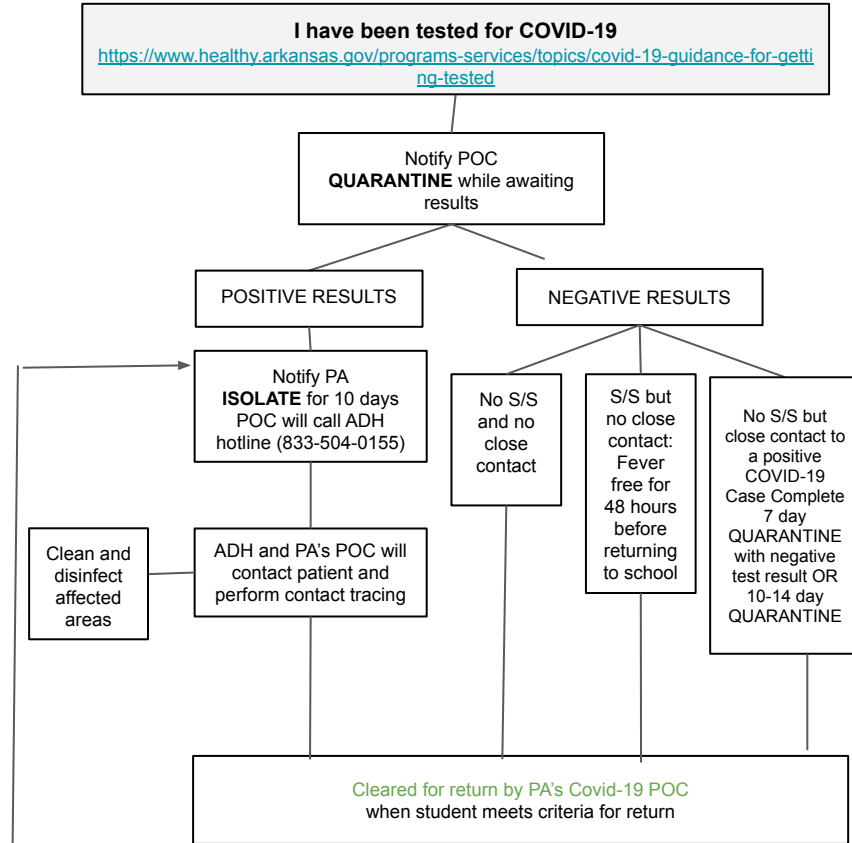 I have been tested for COVID-19
https://www.healthy.arkansas.gov/programs-services/topics/covid-19-guidance-for-getti
ng-tested
Notify POC
QUARANTINE while awaiting
results
POSITIVE RESULTS
NEGATIVE RESULTS
Notify PA
ISOLATE for 10 days
POC will call ADH
hotline (833-504-0155)
No S/S
and no
close
contact
S/S but
no close
contact:
Fever
free for
48 hours
before
returning
to school
No S/S but
close contact to
a positive
COVID-19
Case Complete
7 day
QUARANTINE
with negative
test result OR
10-14 day
QUARANTINE
Clean and
disinfect
affected
areas
ADH and PA's POC will
contact patient and
perform contact tracing
Cleared for return by PA's Covid-19 POC
when student meets criteria for return